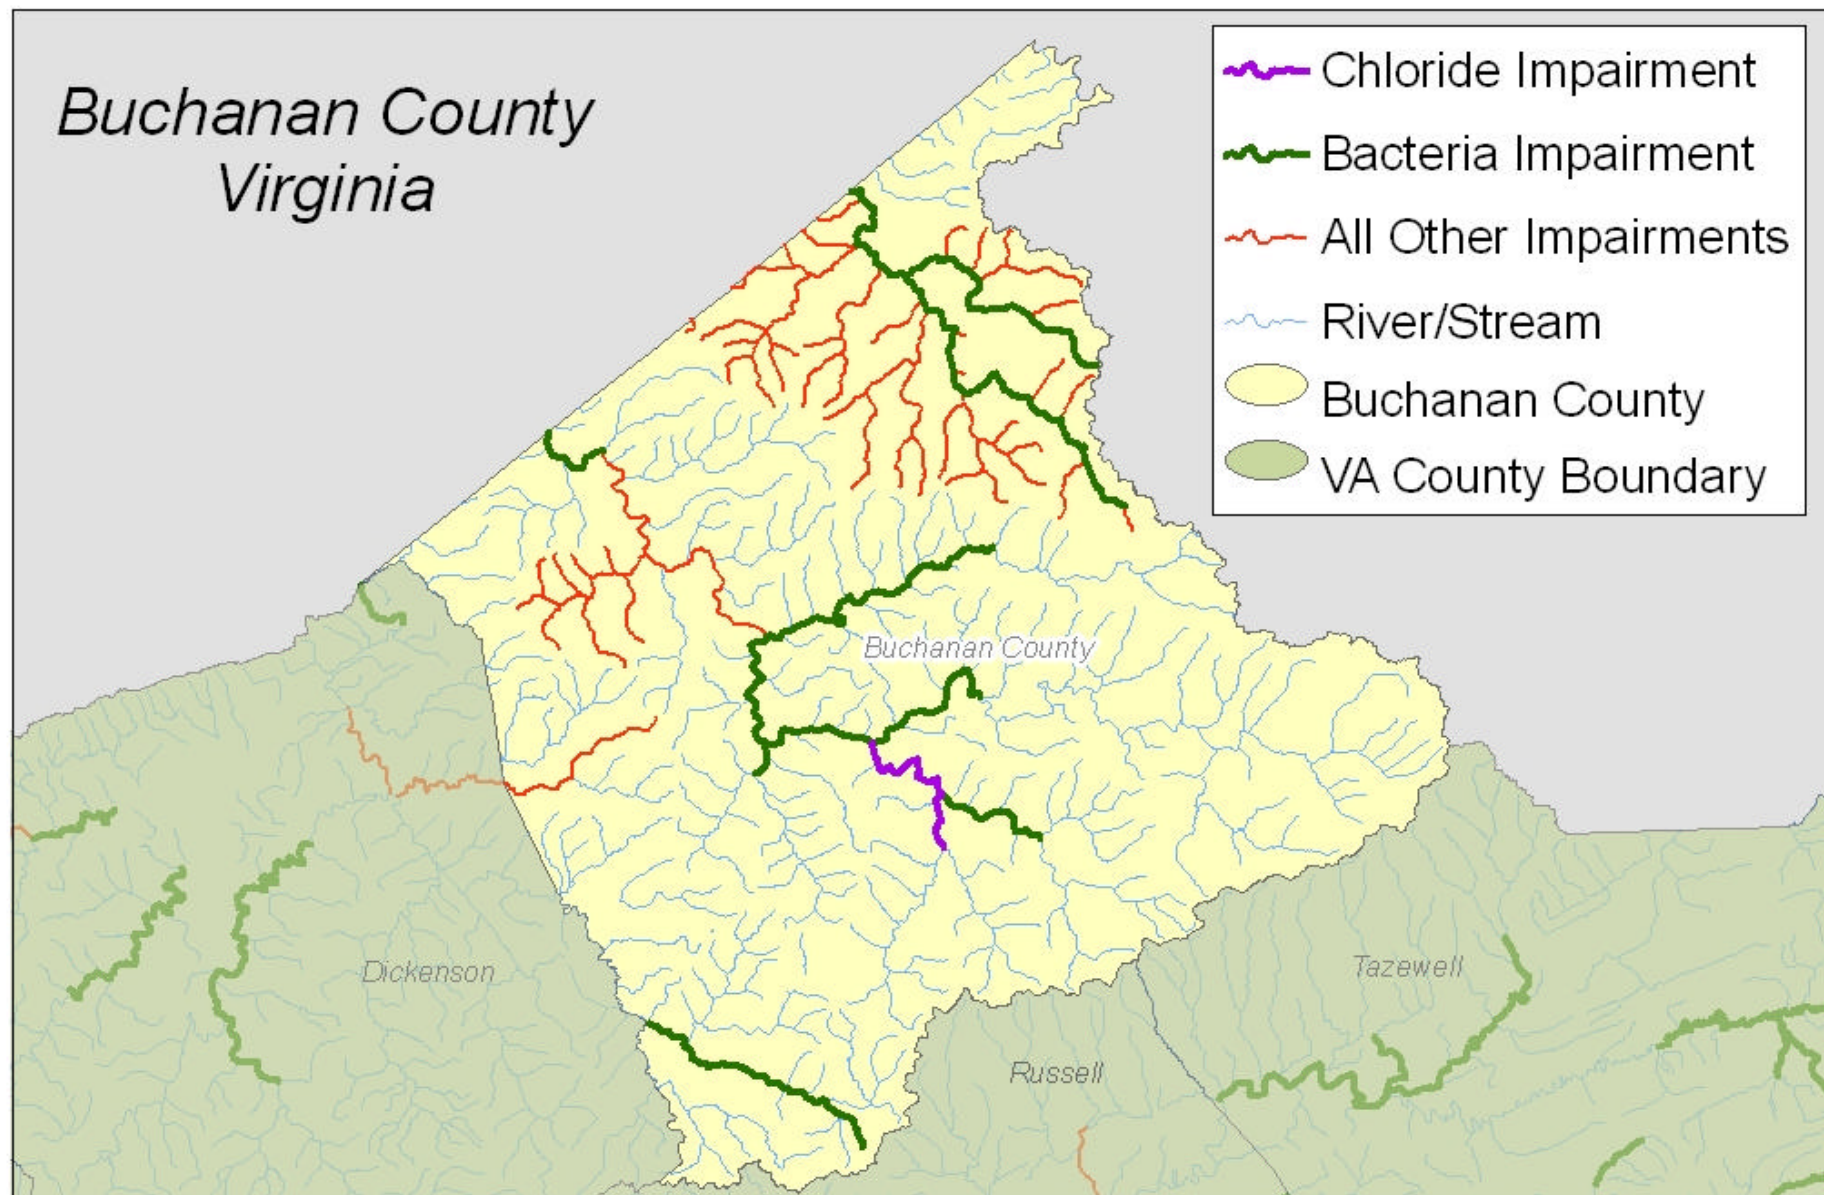 Buchanan County
Virginia
Chloride Impairment
Bacteria Impairment
All Other Impairments
River/Stream
Buchanan County
VA County Boundary
Buchanan County
Dickenson
Tazewell
Russell